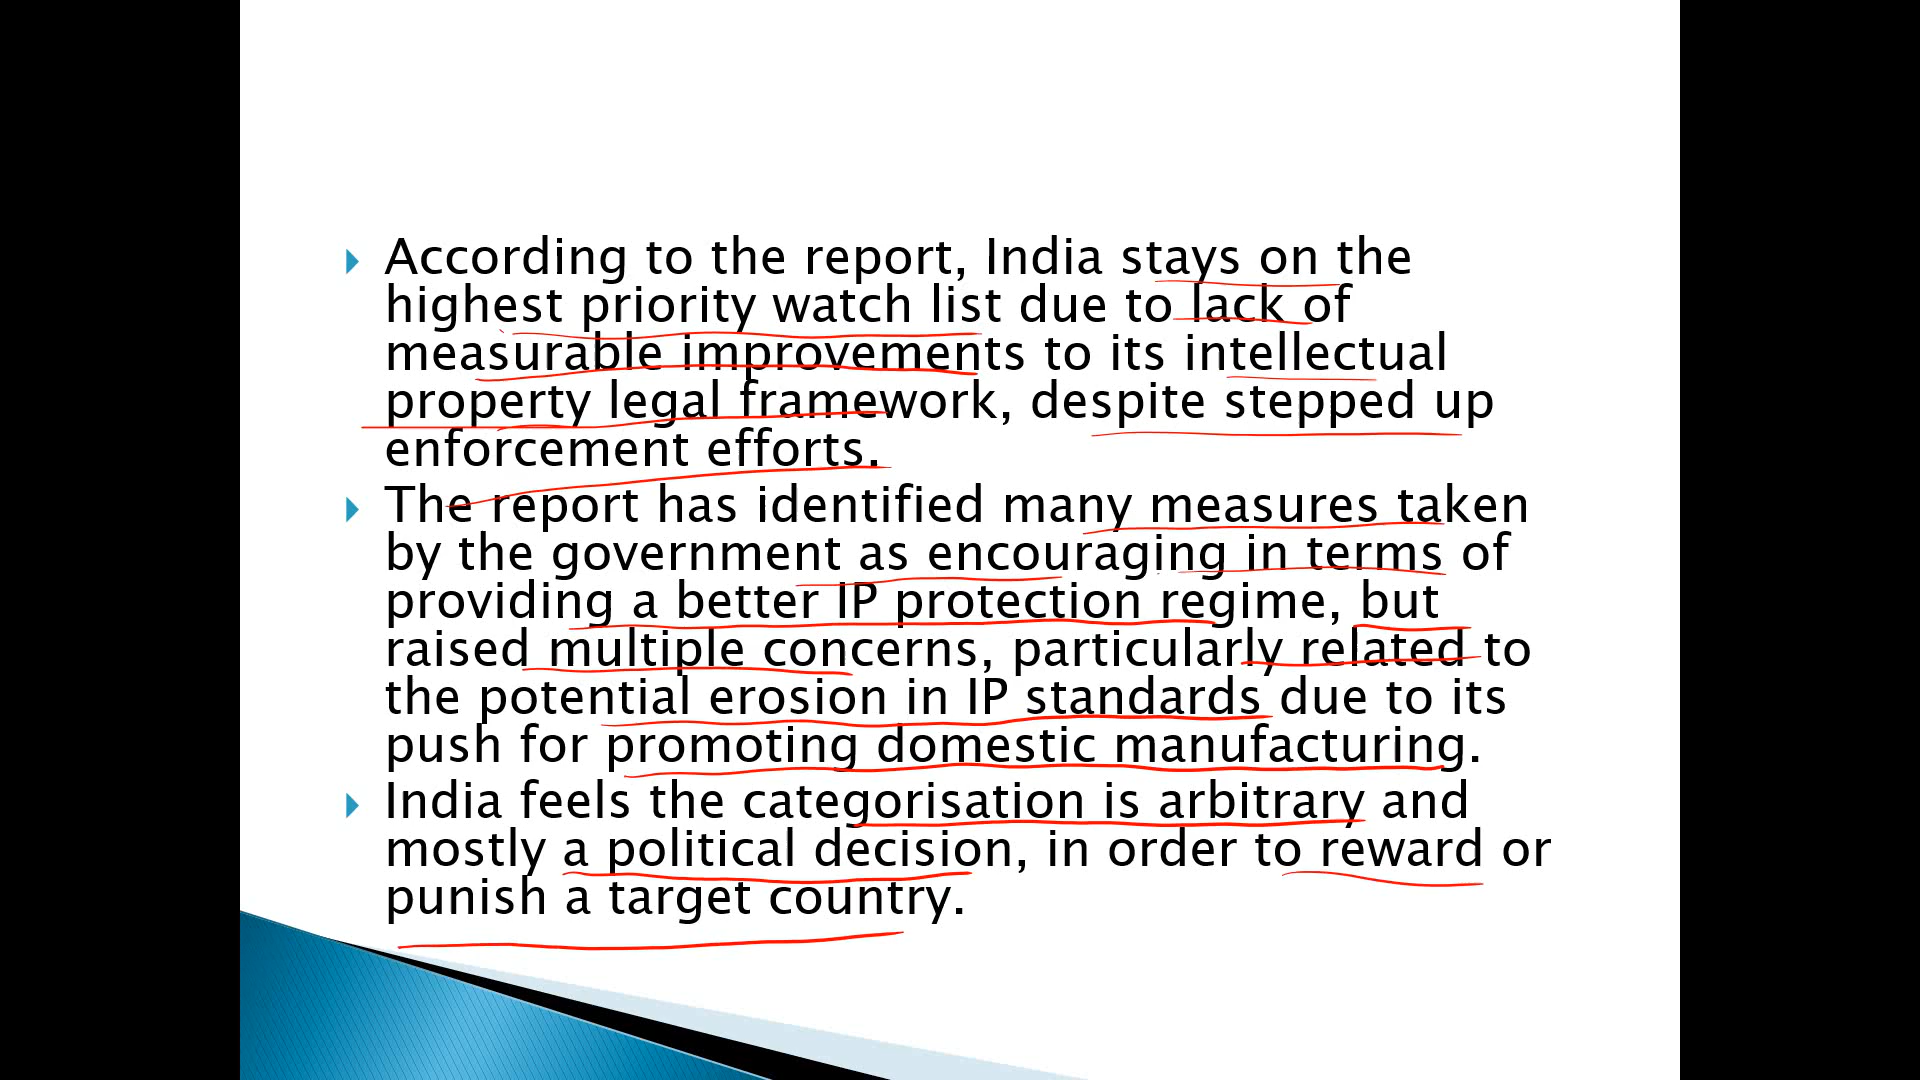 According to the report, India stays on the
highest priority watch list due to lack of
measurable improvements to its intellectual
property legal framework, despite stepped up
enforcement efforts.
The report has identified many measures taken
by the government as encouraging in terms of
providing a better IP protection regime, but
raised multiple concerns, particularly related to
the potential erosion in IP standards due to its
push for promoting domestic manufacturing.
India feels the categorisation is arbitrary and
mostly a political decision, in order to reward or
punish a target country.